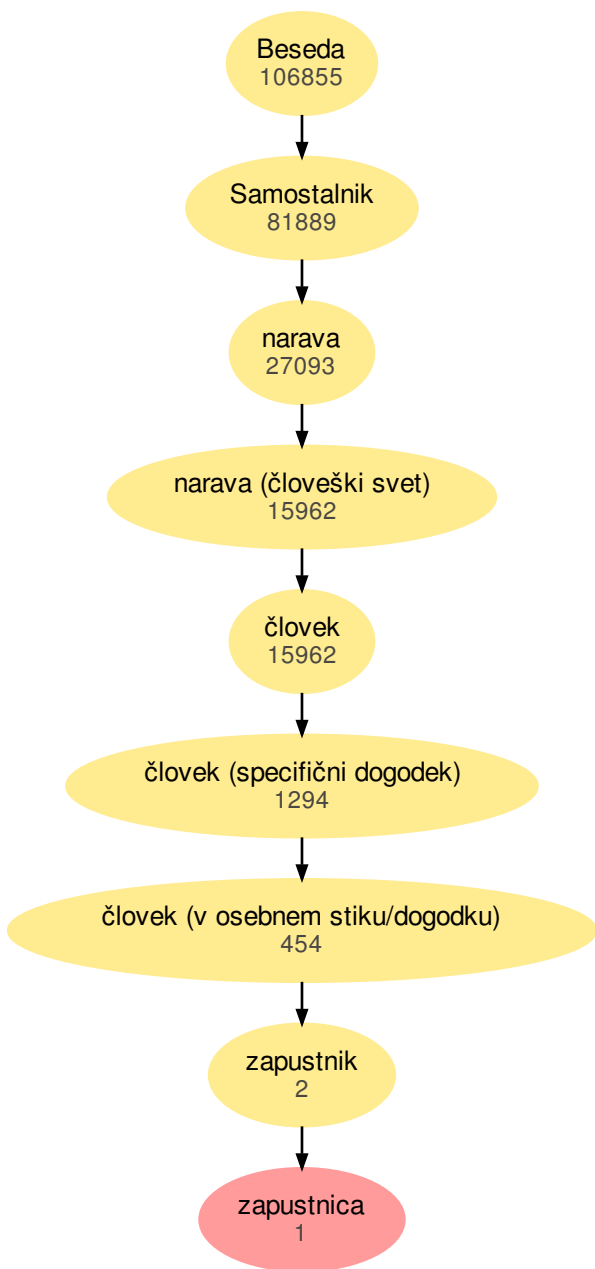 Beseda
106855
Samostalnik
81889
narava
27093
narava (človeški svet)
15962
človek
15962
človek (specifični dogodek)
1294
človek (v osebnem stiku/dogodku)
454
zapustnik
2
zapustnica
1